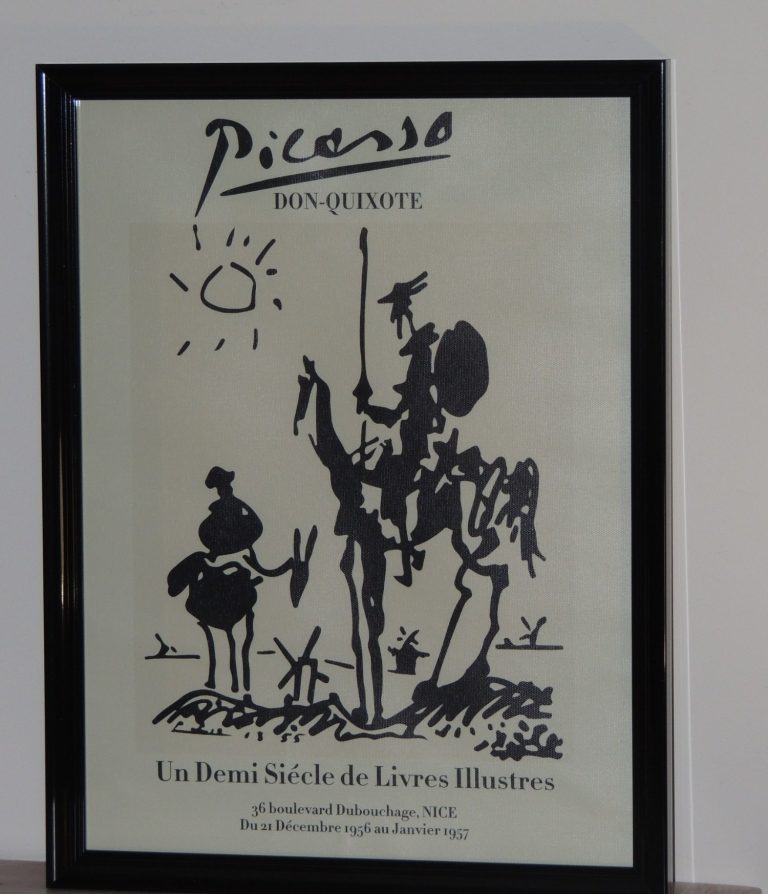 Picasso
DON-QUIXOTE
Un Demi Siécle de Livres Illustres
36 boulevard Dubouchage, NICE
Du 21 Décembre 1956 au Janvier 1957